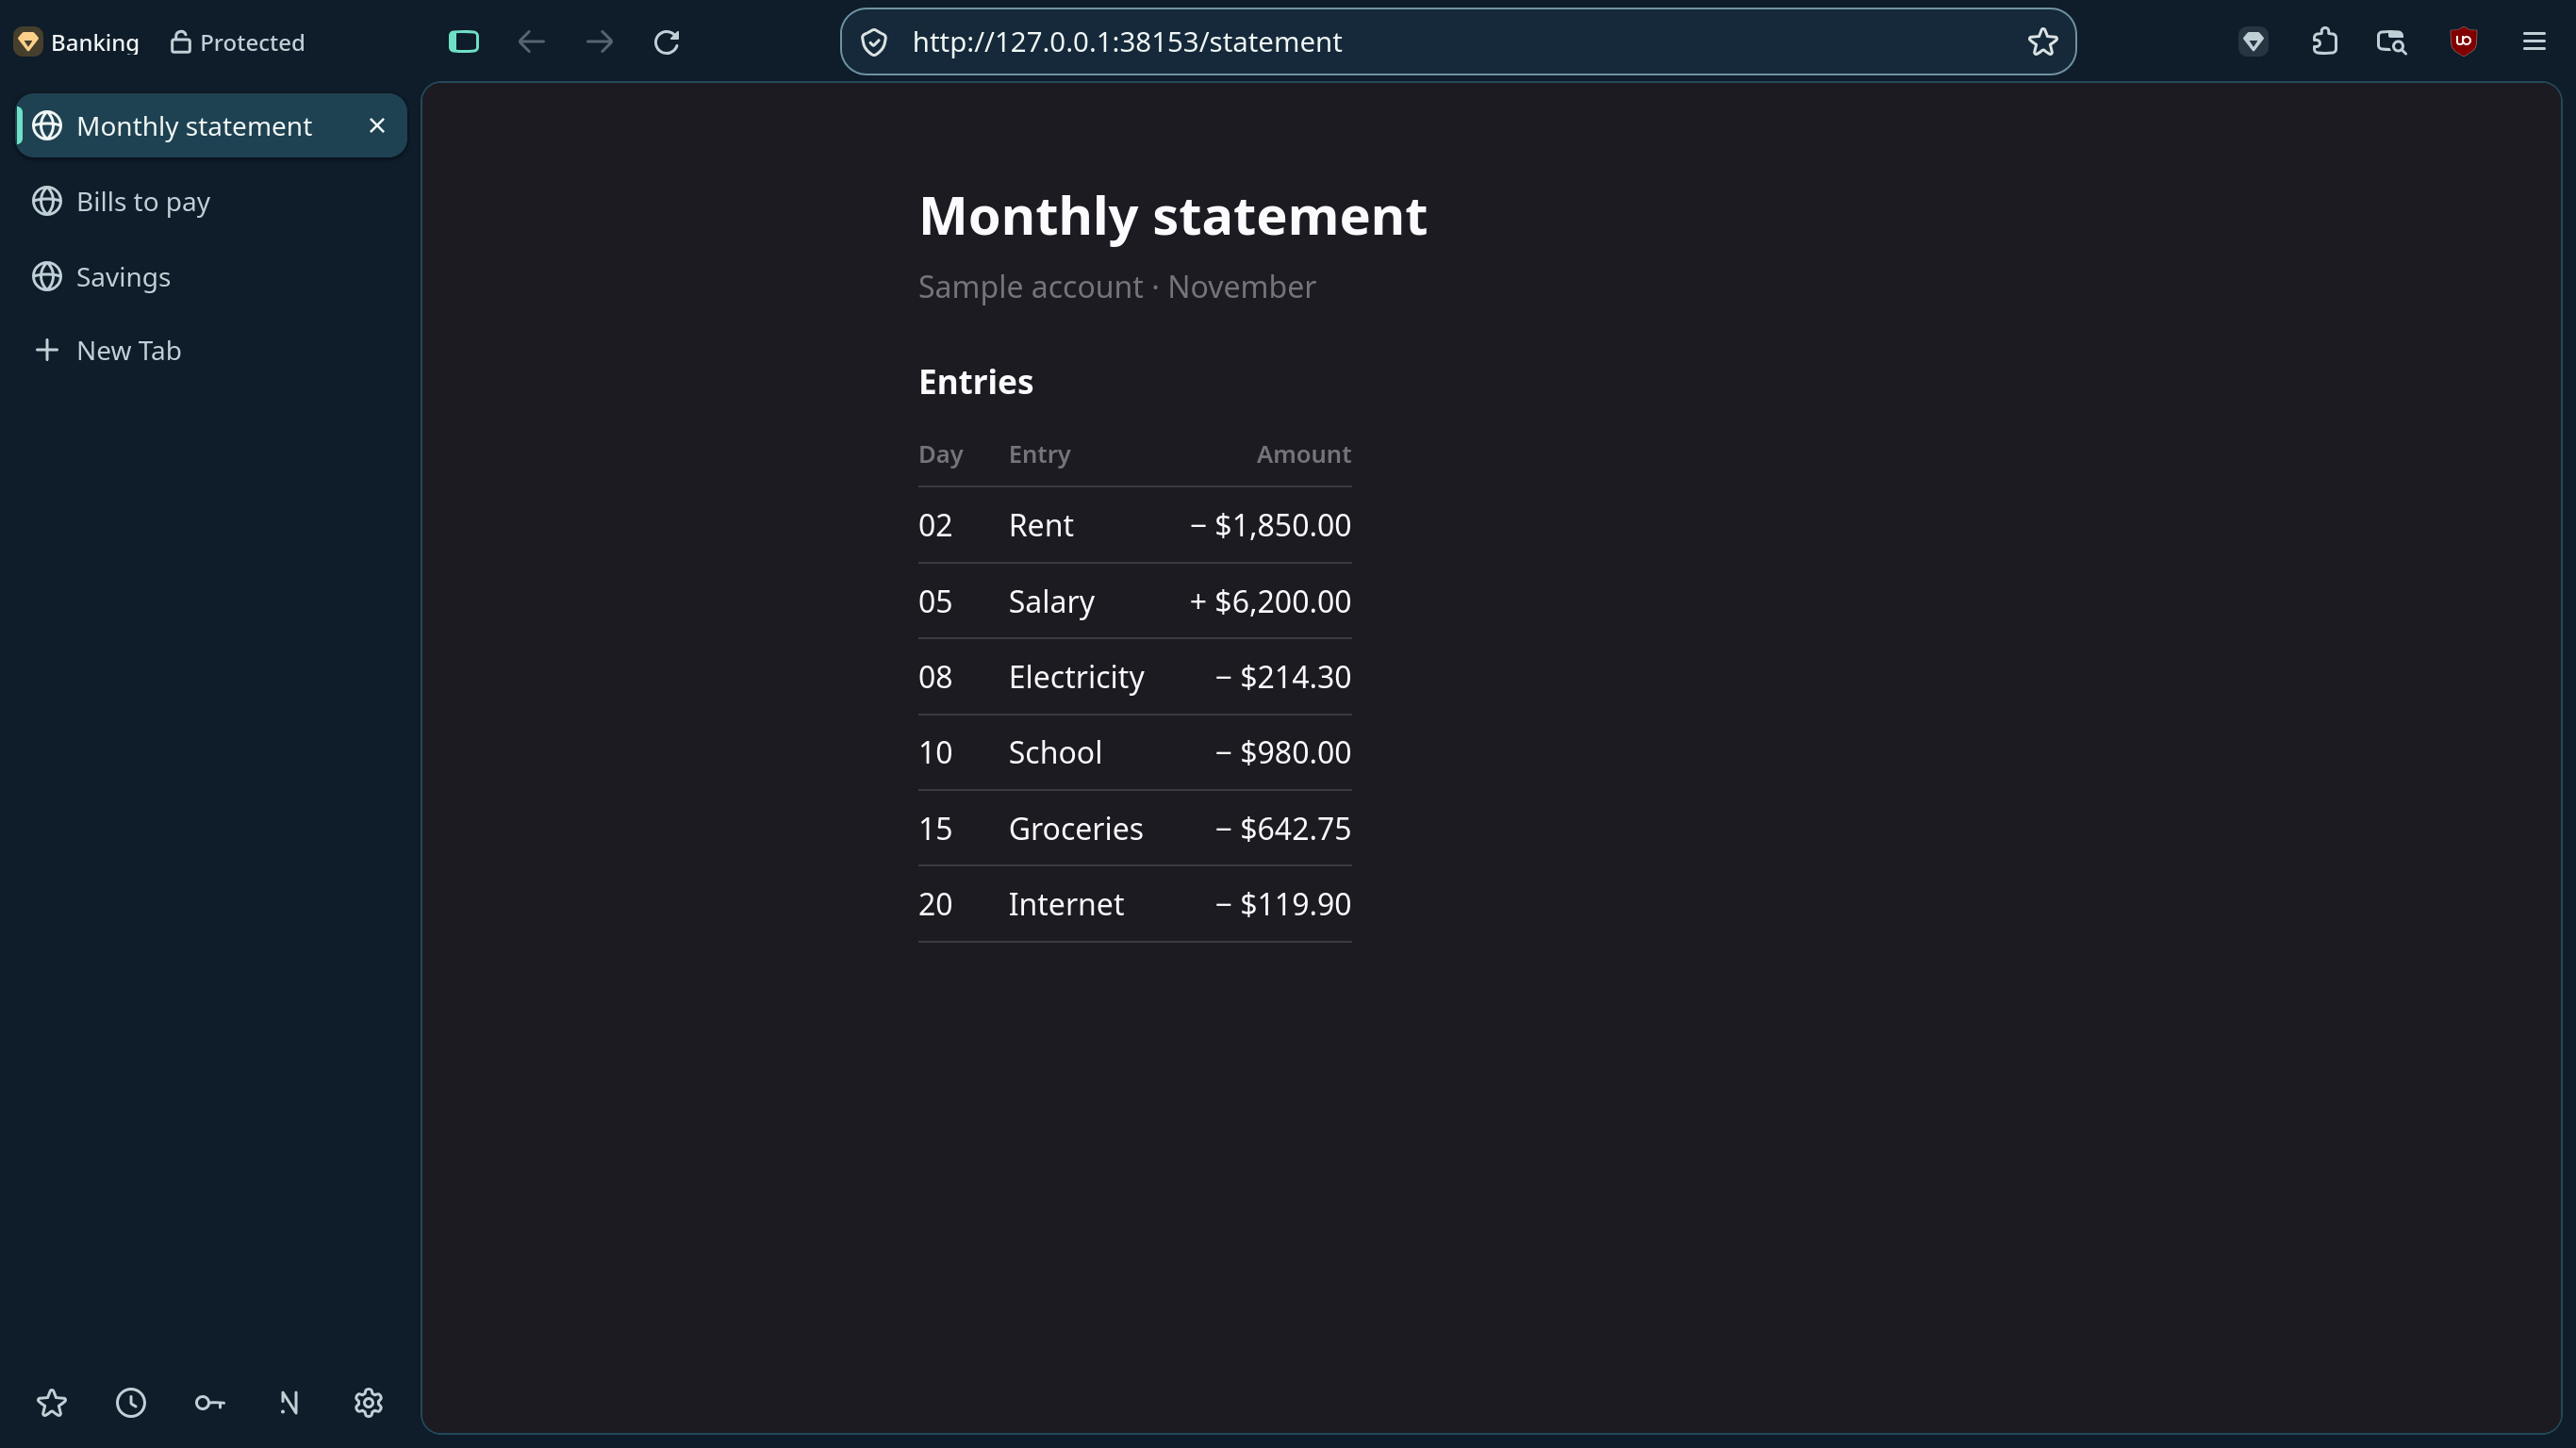 Banking
Protected
http://127.0.0.1:38153/statement
Monthly statement
Bills to pay
Savings
New Tab
Monthly statement
Sample account · November
Entries
Day Entry Amount
02 Rent − $1,850.00
05 Salary + $6,200.00
08 Electricity − $214.30
10 School − $980.00
15 Groceries − $642.75
20 Internet − $119.90